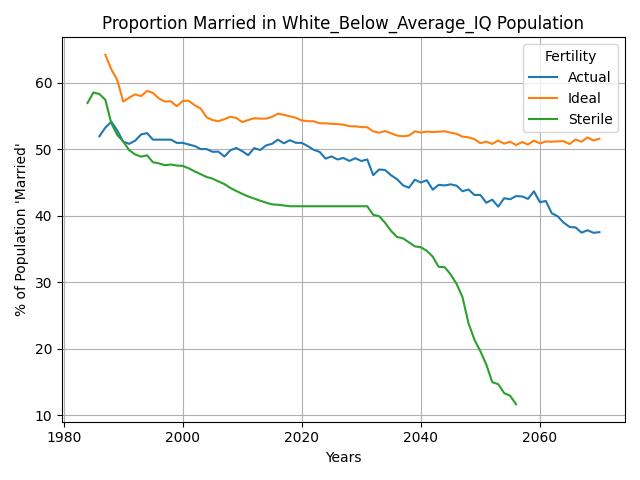 Proportion Married in White_Below_Average_IQ Population
Fertility
Actual
Ideal
Sterile
% of Population 'Married'
60
50
40
30
20
10
1980
2000
2020
2040
2060
Years